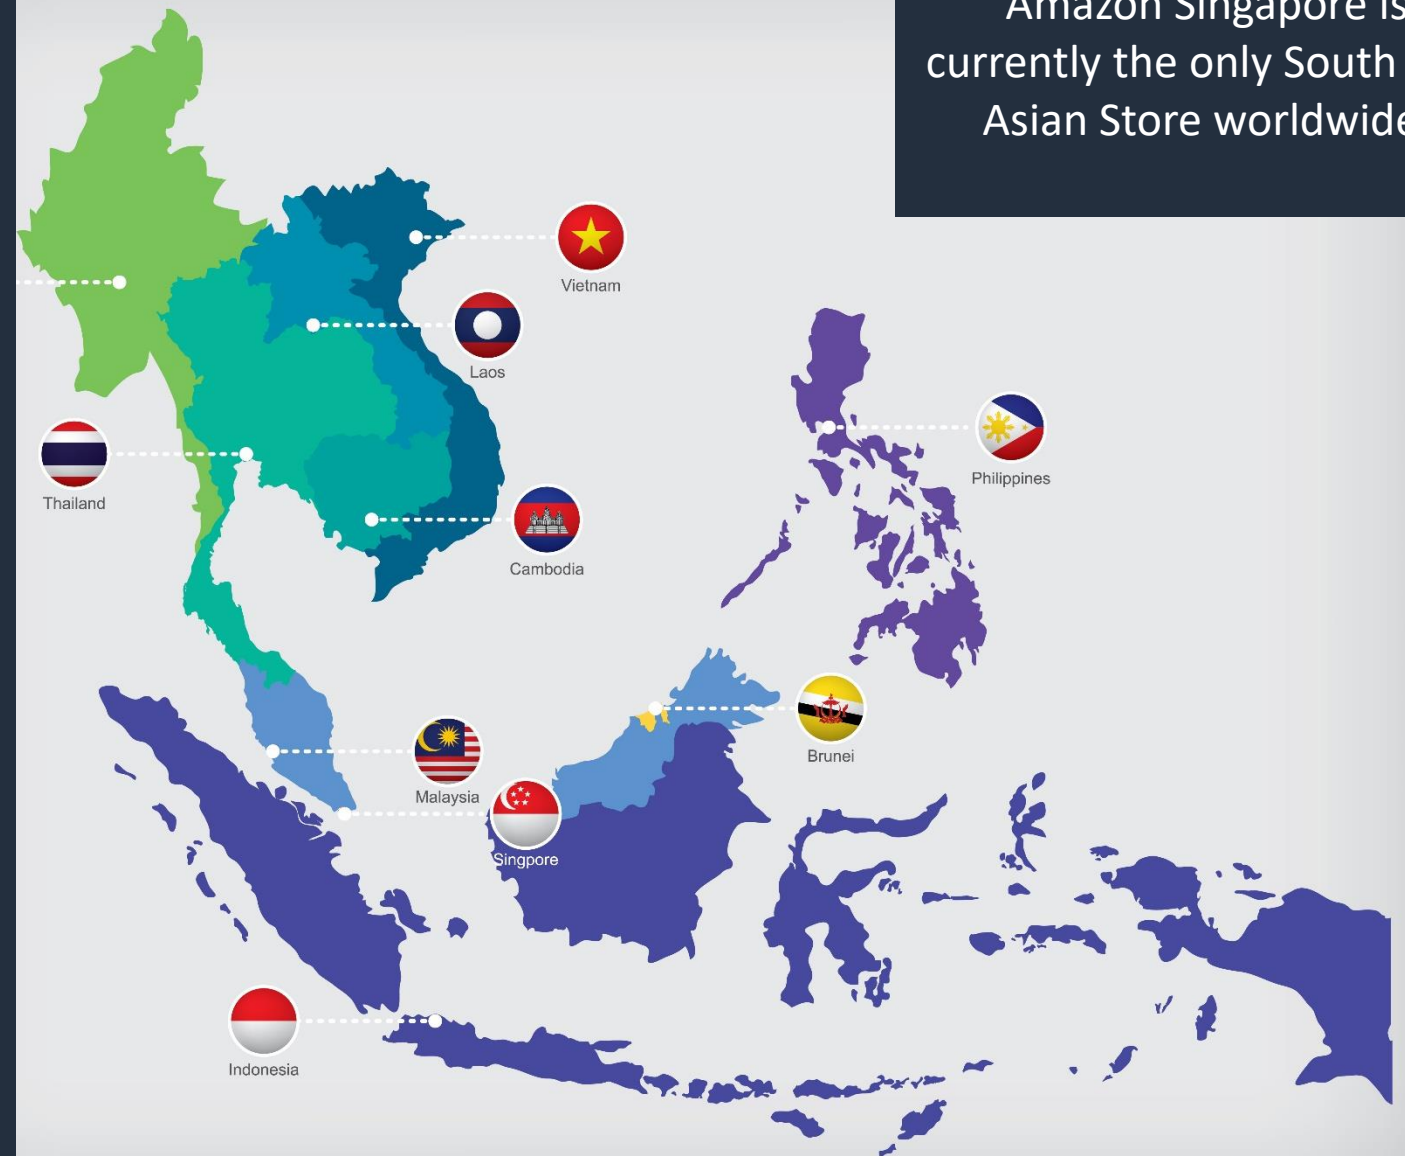 Amazon Singapore is
currently the only South
Asian Store worldwide
Vietnam
Laos
Thailand
Philippines
Cambodia
Brunei
Malaysia
Singpore
Indonesia